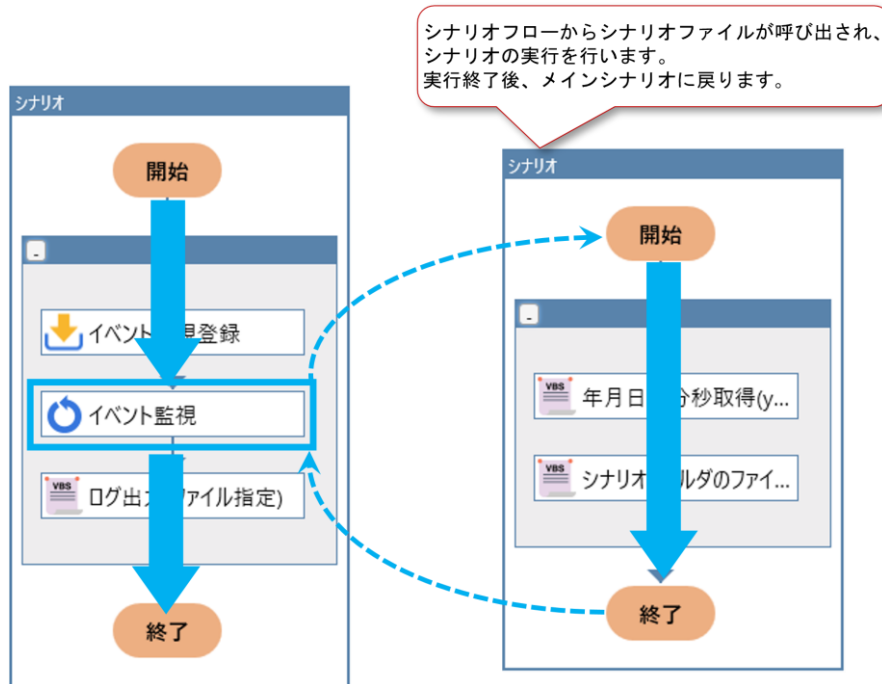 シナリオフローからシナリオファイルが呼び出され、
シナリオの実行を行います。
実行終了後、メインシナリオに戻ります。
シナリオ
開始
-
イベント
登録
イベント監視
VBS
ログ出
ファイル指定)
終了
シナリオ
開始
-
VBS
年月日
分秒取得(y...
VBS
シナリオ
ルダのファイ...
終了